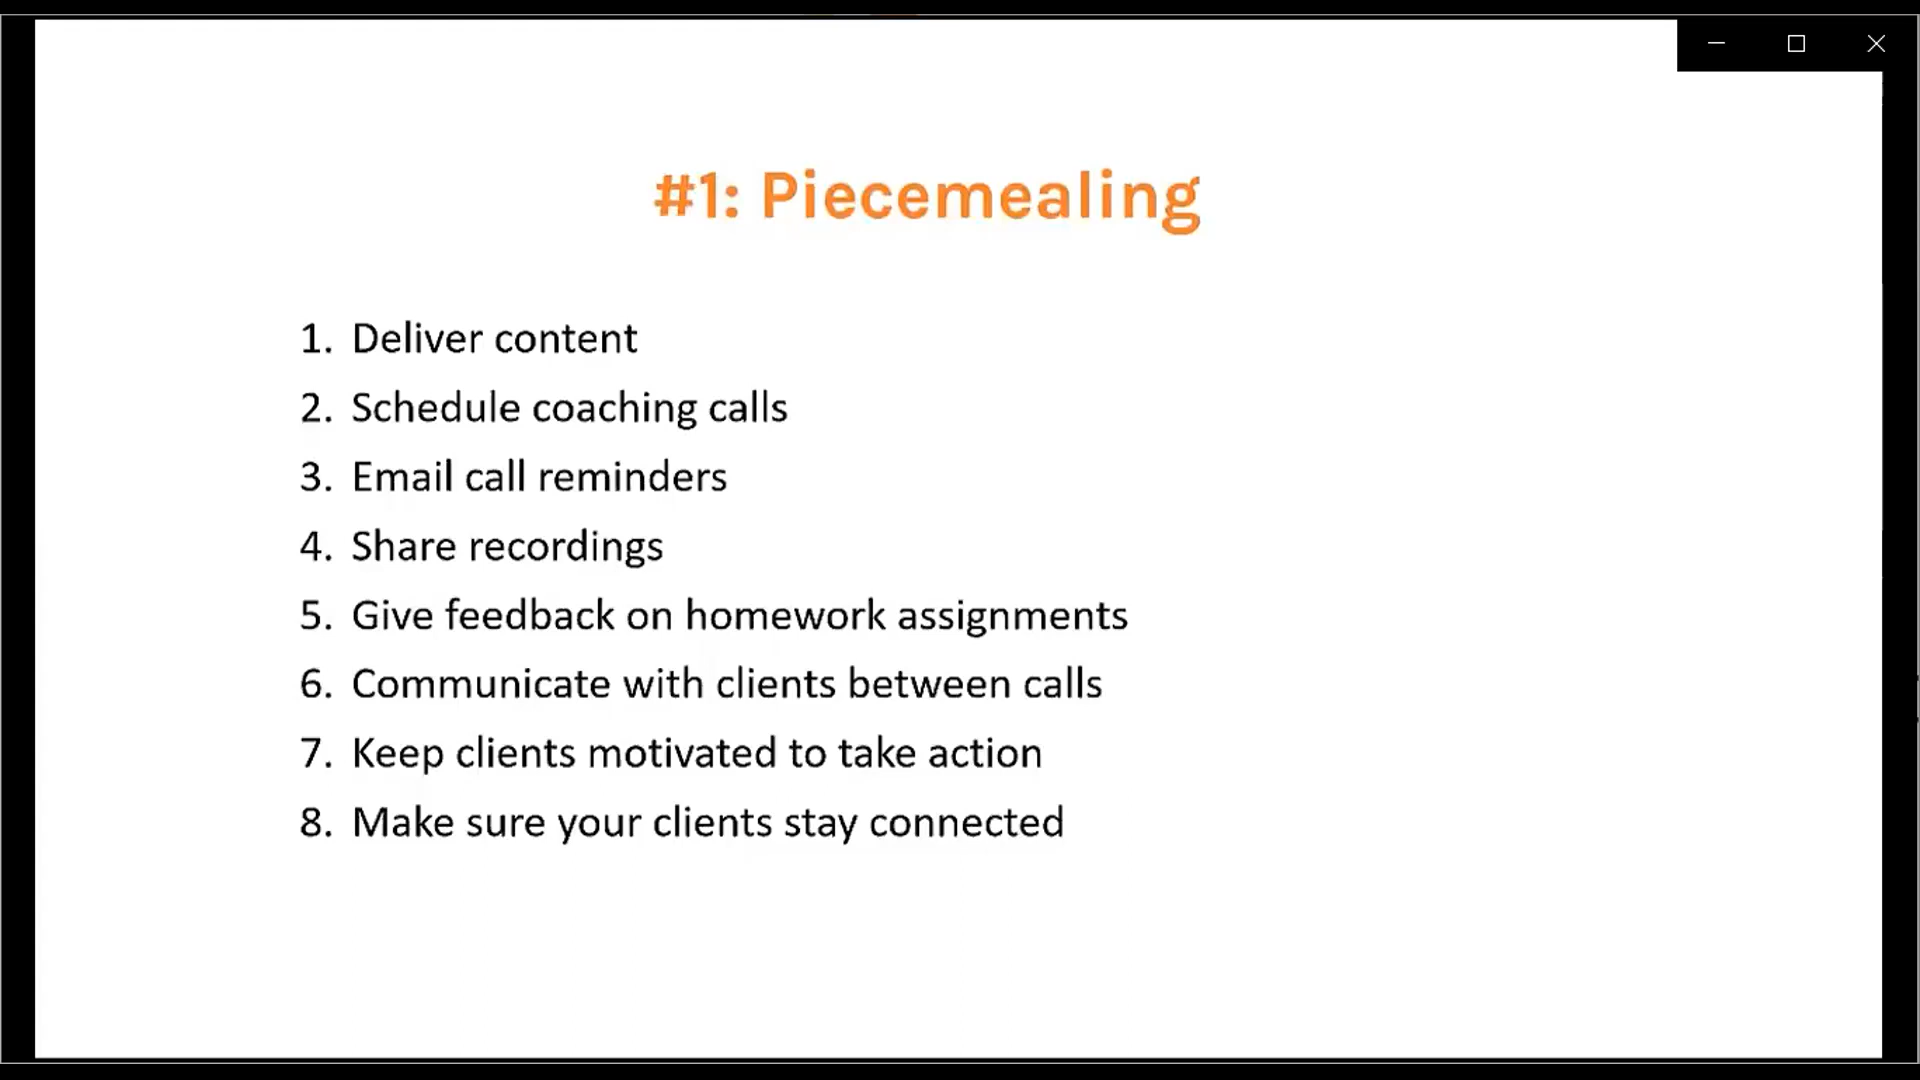 #1: Piecemealing
1. Deliver content
2. Schedule coaching calls
3. Email call reminders
4. Share recordings
5. Give feedback on homework assignments
6. Communicate with clients between calls
7. Keep clients motivated to take action
8. Make sure your clients stay connected